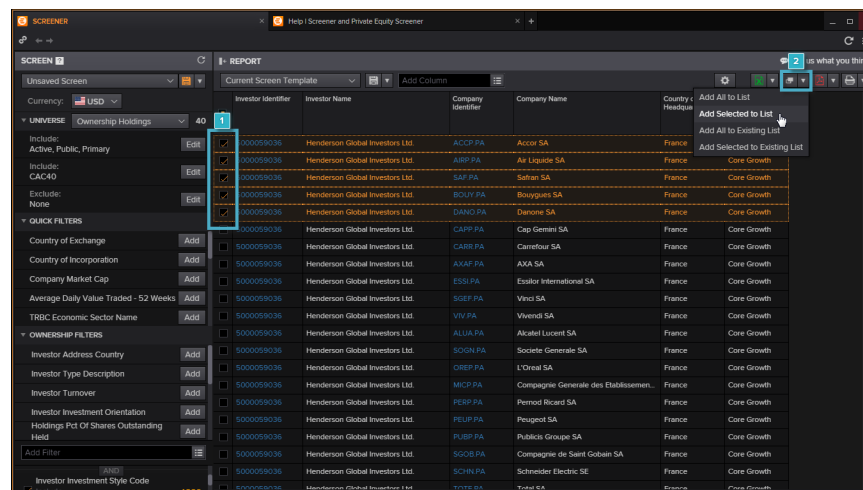 SCREENER
Help | Screener and Private Equity Screener
SCREEN
REPORT
2
us what you thin
Unsaved Screen
Current Screen Template
Add Column
Currency: USD
UNIVERSE Ownership Holdings 40
1
Investor Identifier Investor Name Company Identifier Company Name Country o Headqua
Add All to List
Add Selected to List
Add All to Existing List
Add Selected to Existing List
Include:
Active, Public, Primary Edit
Include:
CAC40 Edit
Exclude:
None Edit
QUICK FILTERS
Country of Exchange Add
Country of Incorporation Add
Company Market Cap Add
Average Daily Value Traded - 52 Weeks Add
TRBC Economic Sector Name Add
OWNERSHIP FILTERS
Investor Address Country Add
Investor Type Description Add
Investor Turnover Add
Investor Investment Orientation Add
Holdings Pct Of Shares Outstanding
Held Add
Add Filter
AND
Investor Investment Style Code
5000059036 Henderson Global Investors Ltd. ACCP.PA Accor SA France
5000059036 Henderson Global Investors Ltd. AIRP.PA Air Liquide SA France Core Growth
5000059036 Henderson Global Investors Ltd. SAF.PA Safran SA France Core Growth
5000059036 Henderson Global Investors Ltd. BOUY.PA Bouygues SA France Core Growth
5000059036 Henderson Global Investors Ltd. DANO.PA Danone SA France Core Growth
5000059036 Henderson Global Investors Ltd. CAPP.PA Cap Gemini SA France Core Growth
5000059036 Henderson Global Investors Ltd. CARR.PA Carrefour SA France Core Growth
5000059036 Henderson Global Investors Ltd. AXAF.PA AXA SA France Core Growth
5000059036 Henderson Global Investors Ltd. ESSI.PA Essilor International SA France Core Growth
5000059036 Henderson Global Investors Ltd. SGEF.PA Vinci SA France Core Growth
5000059036 Henderson Global Investors Ltd. VIV.PA Vivendi SA France Core Growth
5000059036 Henderson Global Investors Ltd. ALUA.PA Alcatel Lucent SA France Core Growth
5000059036 Henderson Global Investors Ltd. SOGN.PA Societe Generale SA France Core Growth
5000059036 Henderson Global Investors Ltd. OREP.PA L'Oreal SA France Core Growth
5000059036 Henderson Global Investors Ltd. MICP.PA Compagnie Generale des Etablissemen... France Core Growth
5000059036 Henderson Global Investors Ltd. PERP.PA Pernod Ricard SA France Core Growth
5000059036 Henderson Global Investors Ltd. PEUP.PA Peugeot SA France Core Growth
5000059036 Henderson Global Investors Ltd. PUBP.PA Publicis Groupe SA France Core Growth
5000059036 Henderson Global Investors Ltd. SGOB.PA Compagnie de Saint Gobain SA France Core Growth
5000059036 Henderson Global Investors Ltd. SCHN.PA Schneider Electric SE France Core Growth
5000059036 Henderson Global Investors Ltd. TOTF.PA Total SA France Core Growth